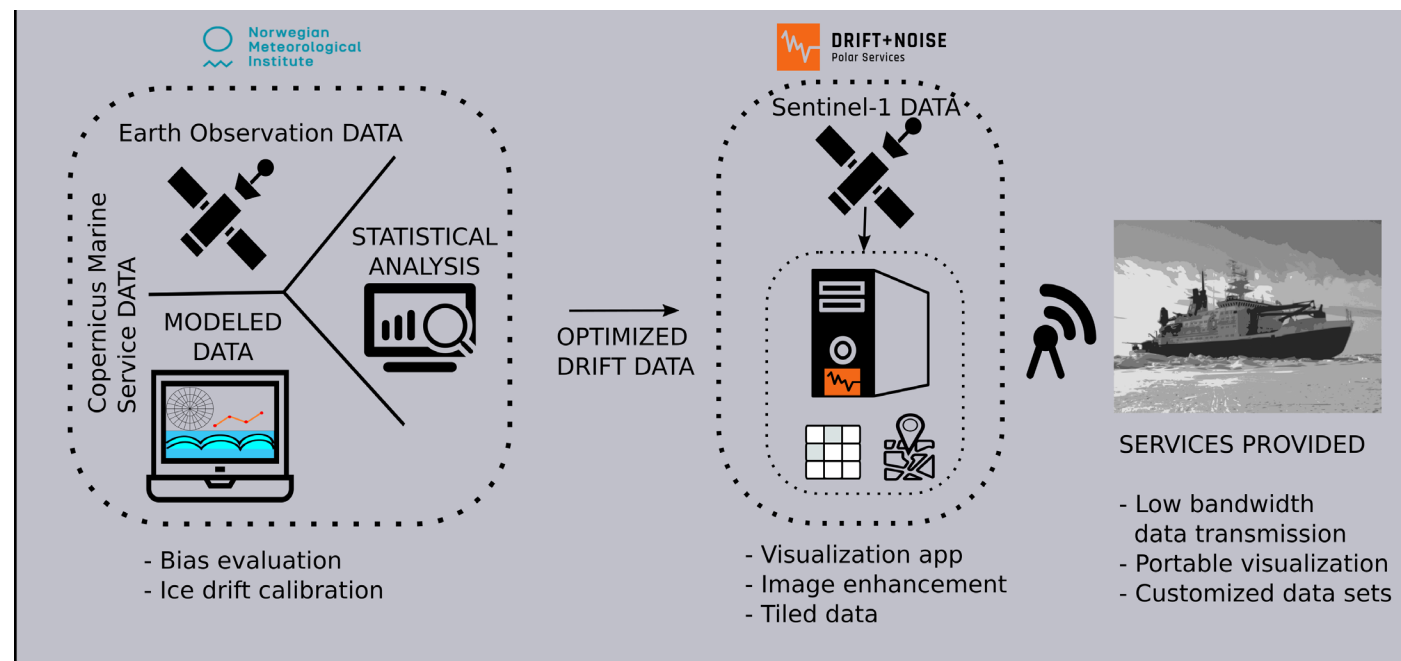 Norwegian
Meteorological
Institute
Earth Observation DATA
Copernicus Marine
Service DATA
STATISTICAL
ANALYSIS
MODELED
DATA
- Bias evaluation
- Ice drift calibration
OPTIMIZED
DRIFT DATA
DRIFT+NOISE
Polar Services
Sentinel-1 DATA
- Visualization app
- Image enhancement
- Tiled data
SERVICES PROVIDED
- Low bandwidth
data transmission
- Portable visualization
- Customized data sets